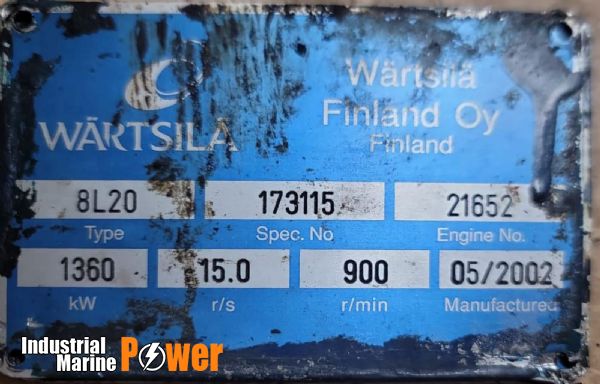 WÄRTSILÄ
Wärtsilä
Finland Oy
Finland
8L20 173115 21652
Type Spec. No Engine No.
1360 15.0 900 05/2002
kW r/s r/min Manufactured
Industrial
Marine Power